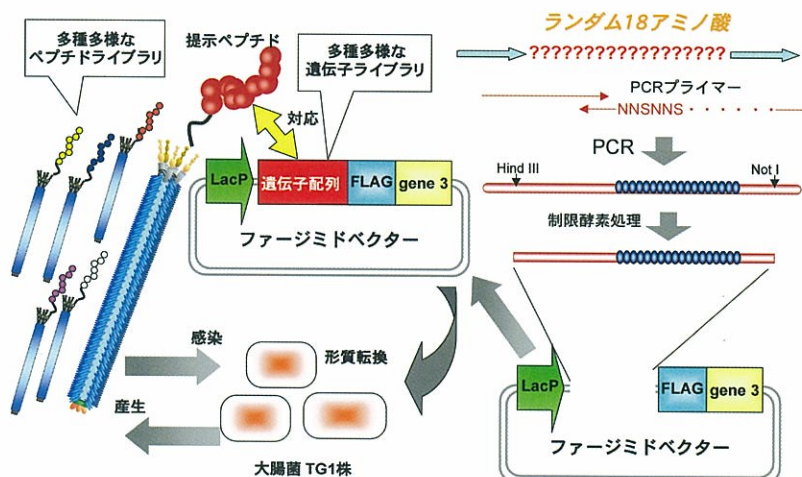 多種多様な
ペプチドライブラリ
提示ペプチド
多種多様な
遺伝子ライブラリ
対応
LacP
遺伝子配列
FLAG
gene 3
ファージミドベクター
感染
形質転換
産生
大腸菌 TG1株
ランダム18アミノ酸
??????????????????
PCRプライマー
NNSNNS・・・・・・
PCR
Hind III
Not I
制限酵素処理
LacP
FLAG
gene 3
ファージミドベクター